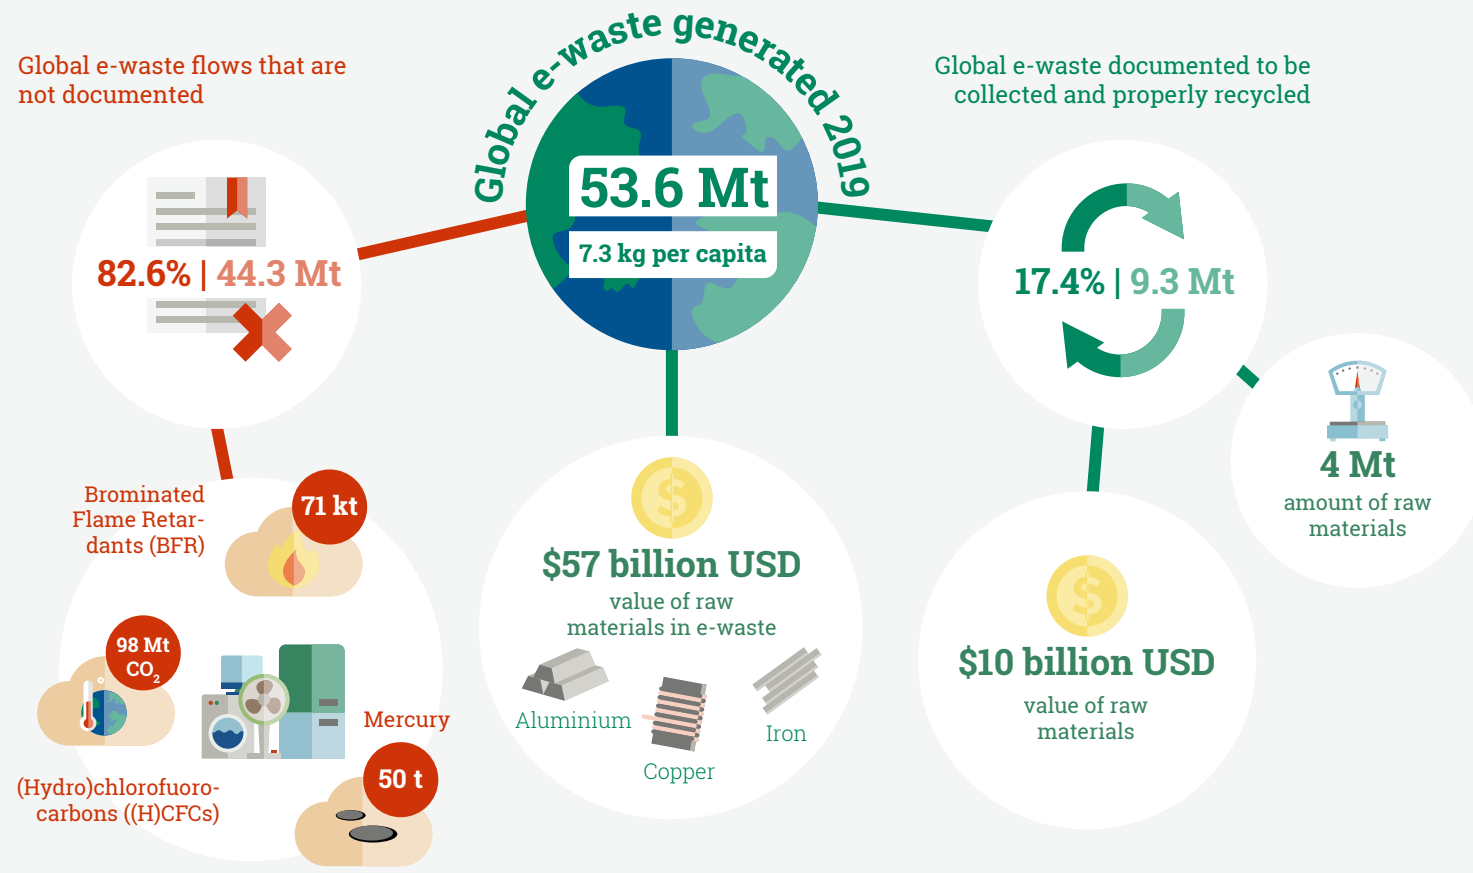 Global e-waste generated 2019
53.6 Mt
7.3 kg per capita
Global e-waste flows that are
not documented
82.6% | 44.3 Mt
Brominated
Flame Retar-
dants (BFR)
71 kt
98 Mt
CO₂
(Hydro)chlorofuoro-
carbons ((H)CFCs)
Mercury
50 t
$57 billion USD
value of raw
materials in e-waste
Aluminium
Copper
Iron
Global e-waste documented to be
collected and properly recycled
17.4% | 9.3 Mt
4 Mt
amount of raw
materials
$10 billion USD
value of raw
materials